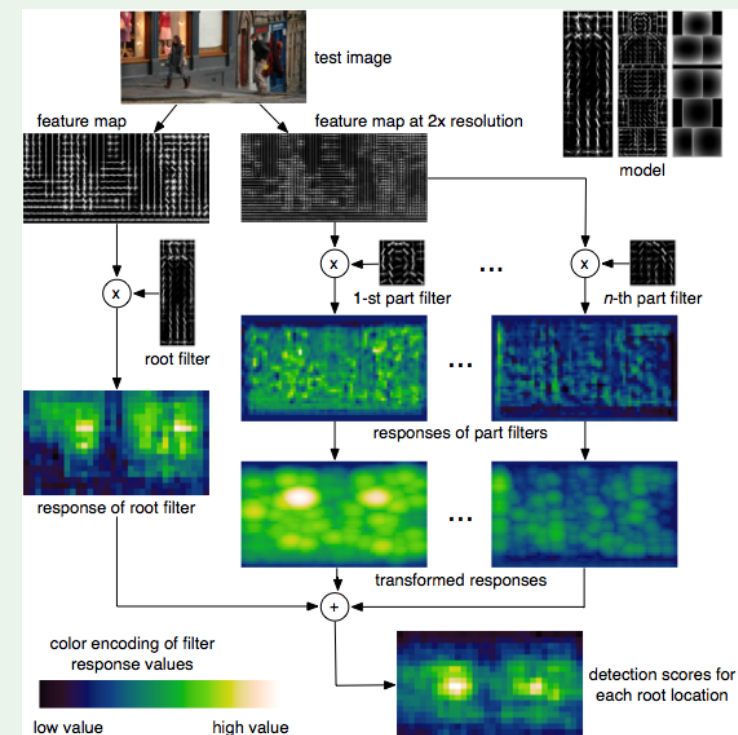 test image
feature map
feature map at 2x resolution
model
x
x
...
x
1-st part filter
n-th part filter
root filter
...
responses of part filters
response of root filter
...
transformed responses
+
color encoding of filter
response values
low value
high value
detection scores for
each root location